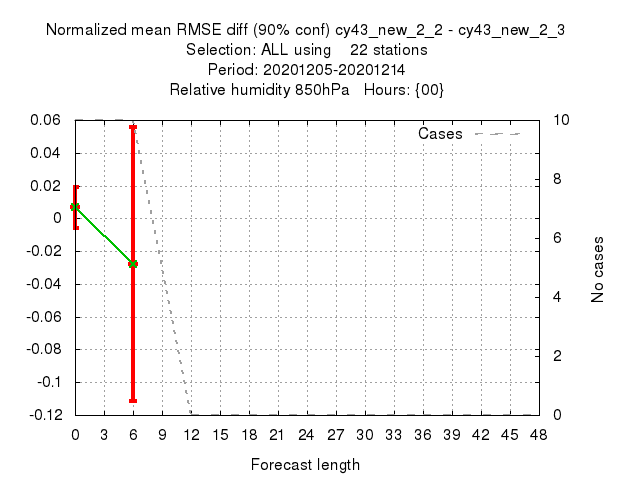 Normalized mean RMSE diff (90% conf) cy43_new_2_2 - cy43_new_2_3
Selection: ALL using    22 stations
Period: 20201205-20201214
Relative humidity 850hPa   Hours: {00}
Cases
0.06
0.04
0.02
0
-0.02
-0.04
-0.06
-0.08
-0.1
-0.12
10
8
6
4
2
0
No cases
0 3 6 9 12 15 18 21 24 27 30 33 36 39 42 45 48
Forecast length